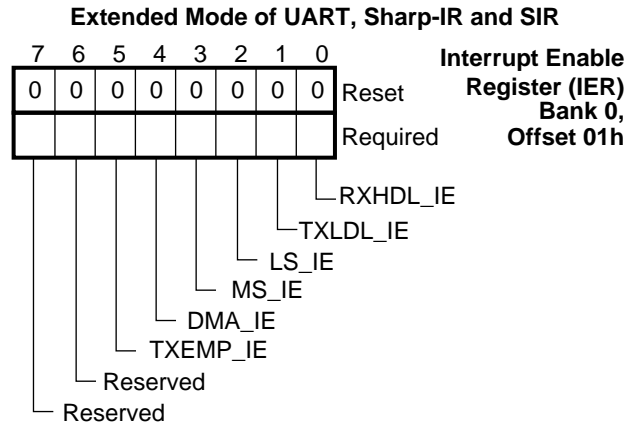 Extended Mode of UART, Sharp-IR and SIR
7 6 5 4 3 2 1 0
Interrupt Enable
Register (IER)
Bank 0,
Offset 01h
0 0 0 0 0 0 0 0 Reset
Required
RXHDL_IE
TXLDL_IE
LS_IE
MS_IE
DMA_IE
TXEMP_IE
Reserved
Reserved